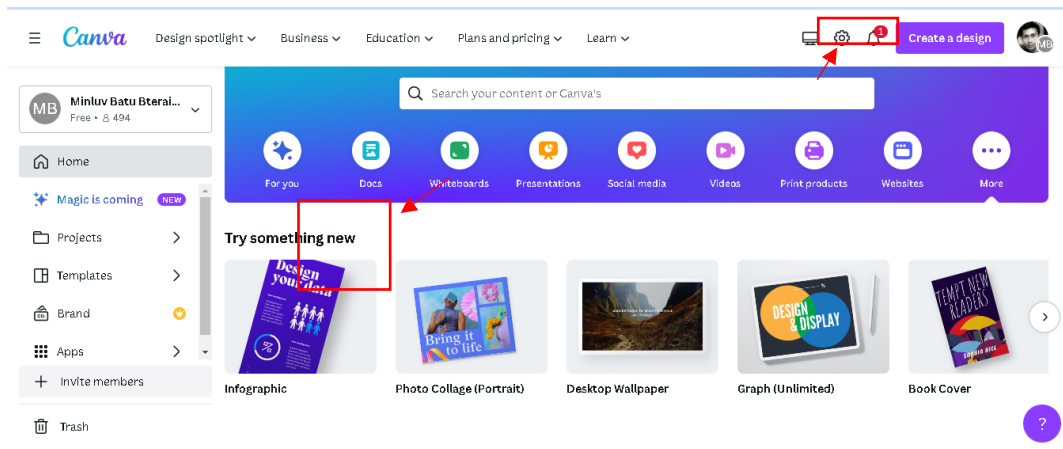 Canva
Design spotlight
Business
Education
Plans and pricing
Learn
1
Create a design
MB
MB
Minluv Batu Bterai...
Free • 494
Search your content or Canva's
Home
Magic is coming
NEW
Projects
Templates
Brand
Apps
Invite members
Trash
For you
Docs
Whiteboards
Presentations
Social media
Videos
Print products
Websites
More
Try something new
Design
your data
%
Bring it
to life
DESIGN
& DISPLAY
TEMPT NEW
READERS
SOPHIA HILL
Infographic
Photo Collage (Portrait)
Desktop Wallpaper
Graph (Unlimited)
Book Cover
?